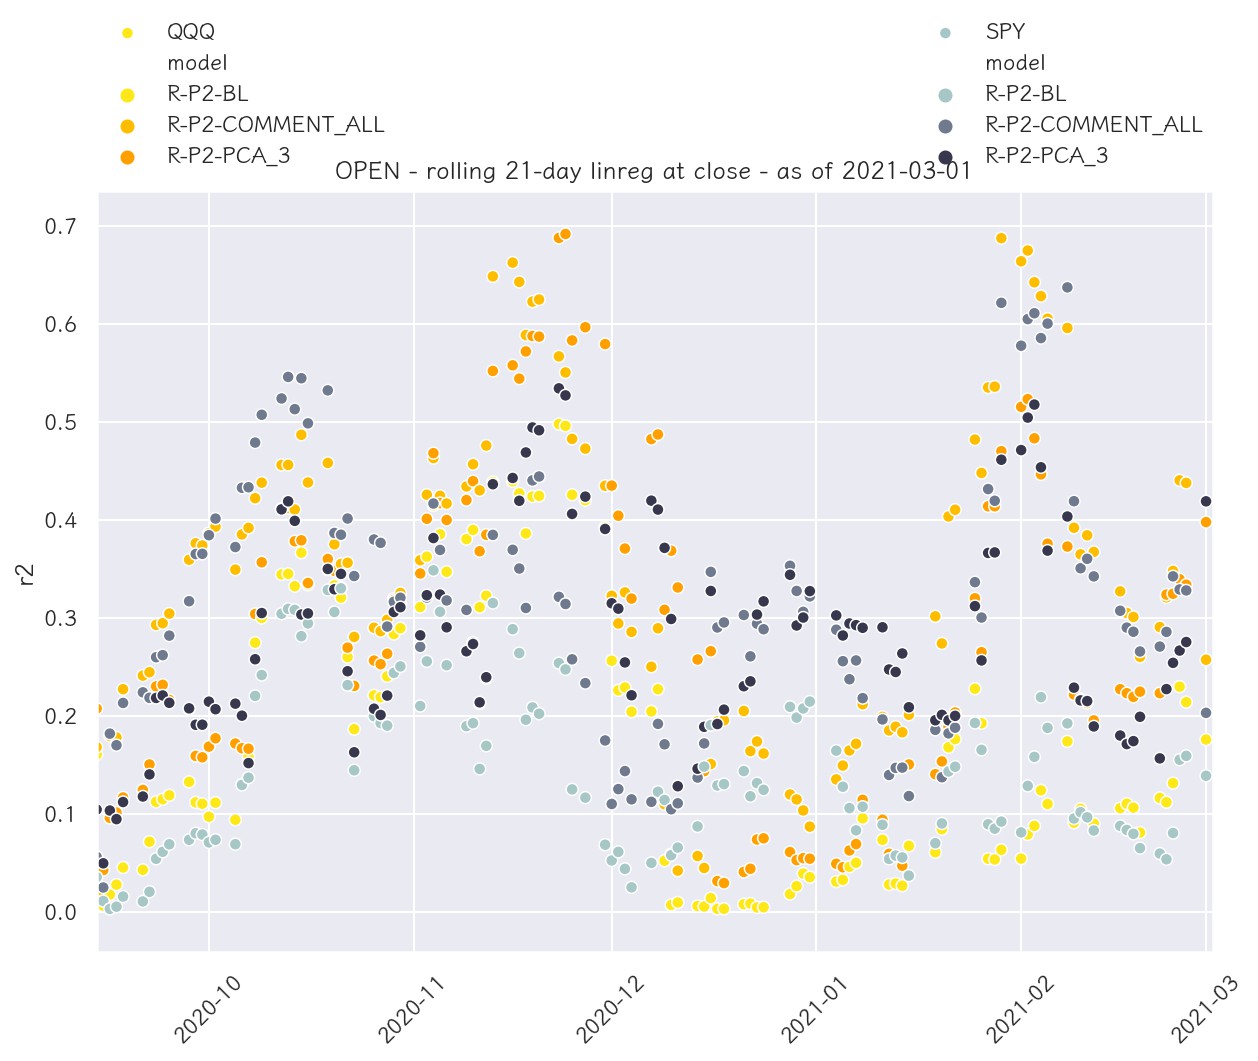 QQQ
model
R-P2-BL
R-P2-COMMENT_ALL
R-P2-PCA_3
SPY
model
R-P2-BL
R-P2-COMMENT_ALL
R-P2-PCA_3
OPEN - rolling 21-day linreg at close - as of 2021-03-01
0.7
0.6
0.5
0.4
0.3
0.2
0.1
0.0
r2
2020-10
2020-11
2020-12
2021-01
2021-02
2021-03